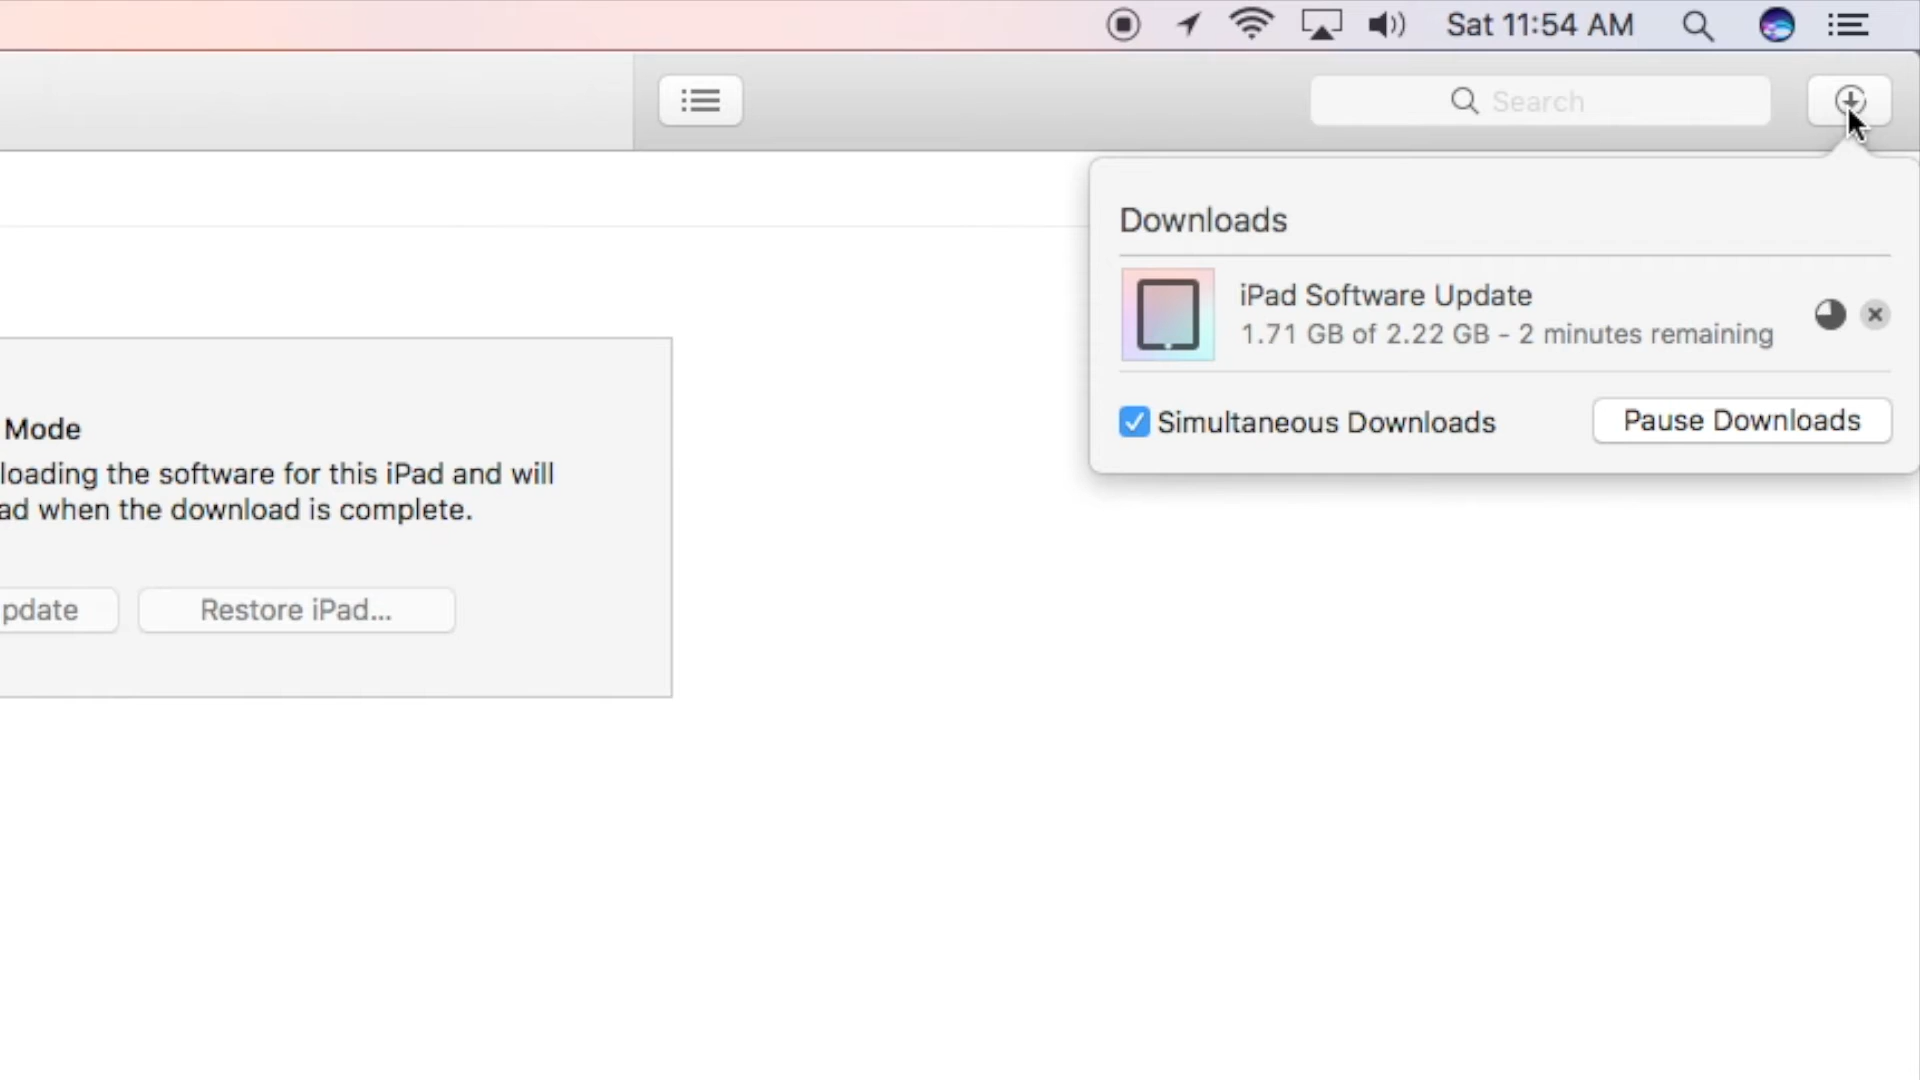 Sat 11:54 AM
Search
Downloads
iPad Software Update
1.71 GB of 2.22 GB - 2 minutes remaining
Simultaneous Downloads
Pause Downloads
Mode
loading the software for this iPad and will
ad when the download is complete.
pdate
Restore iPad...